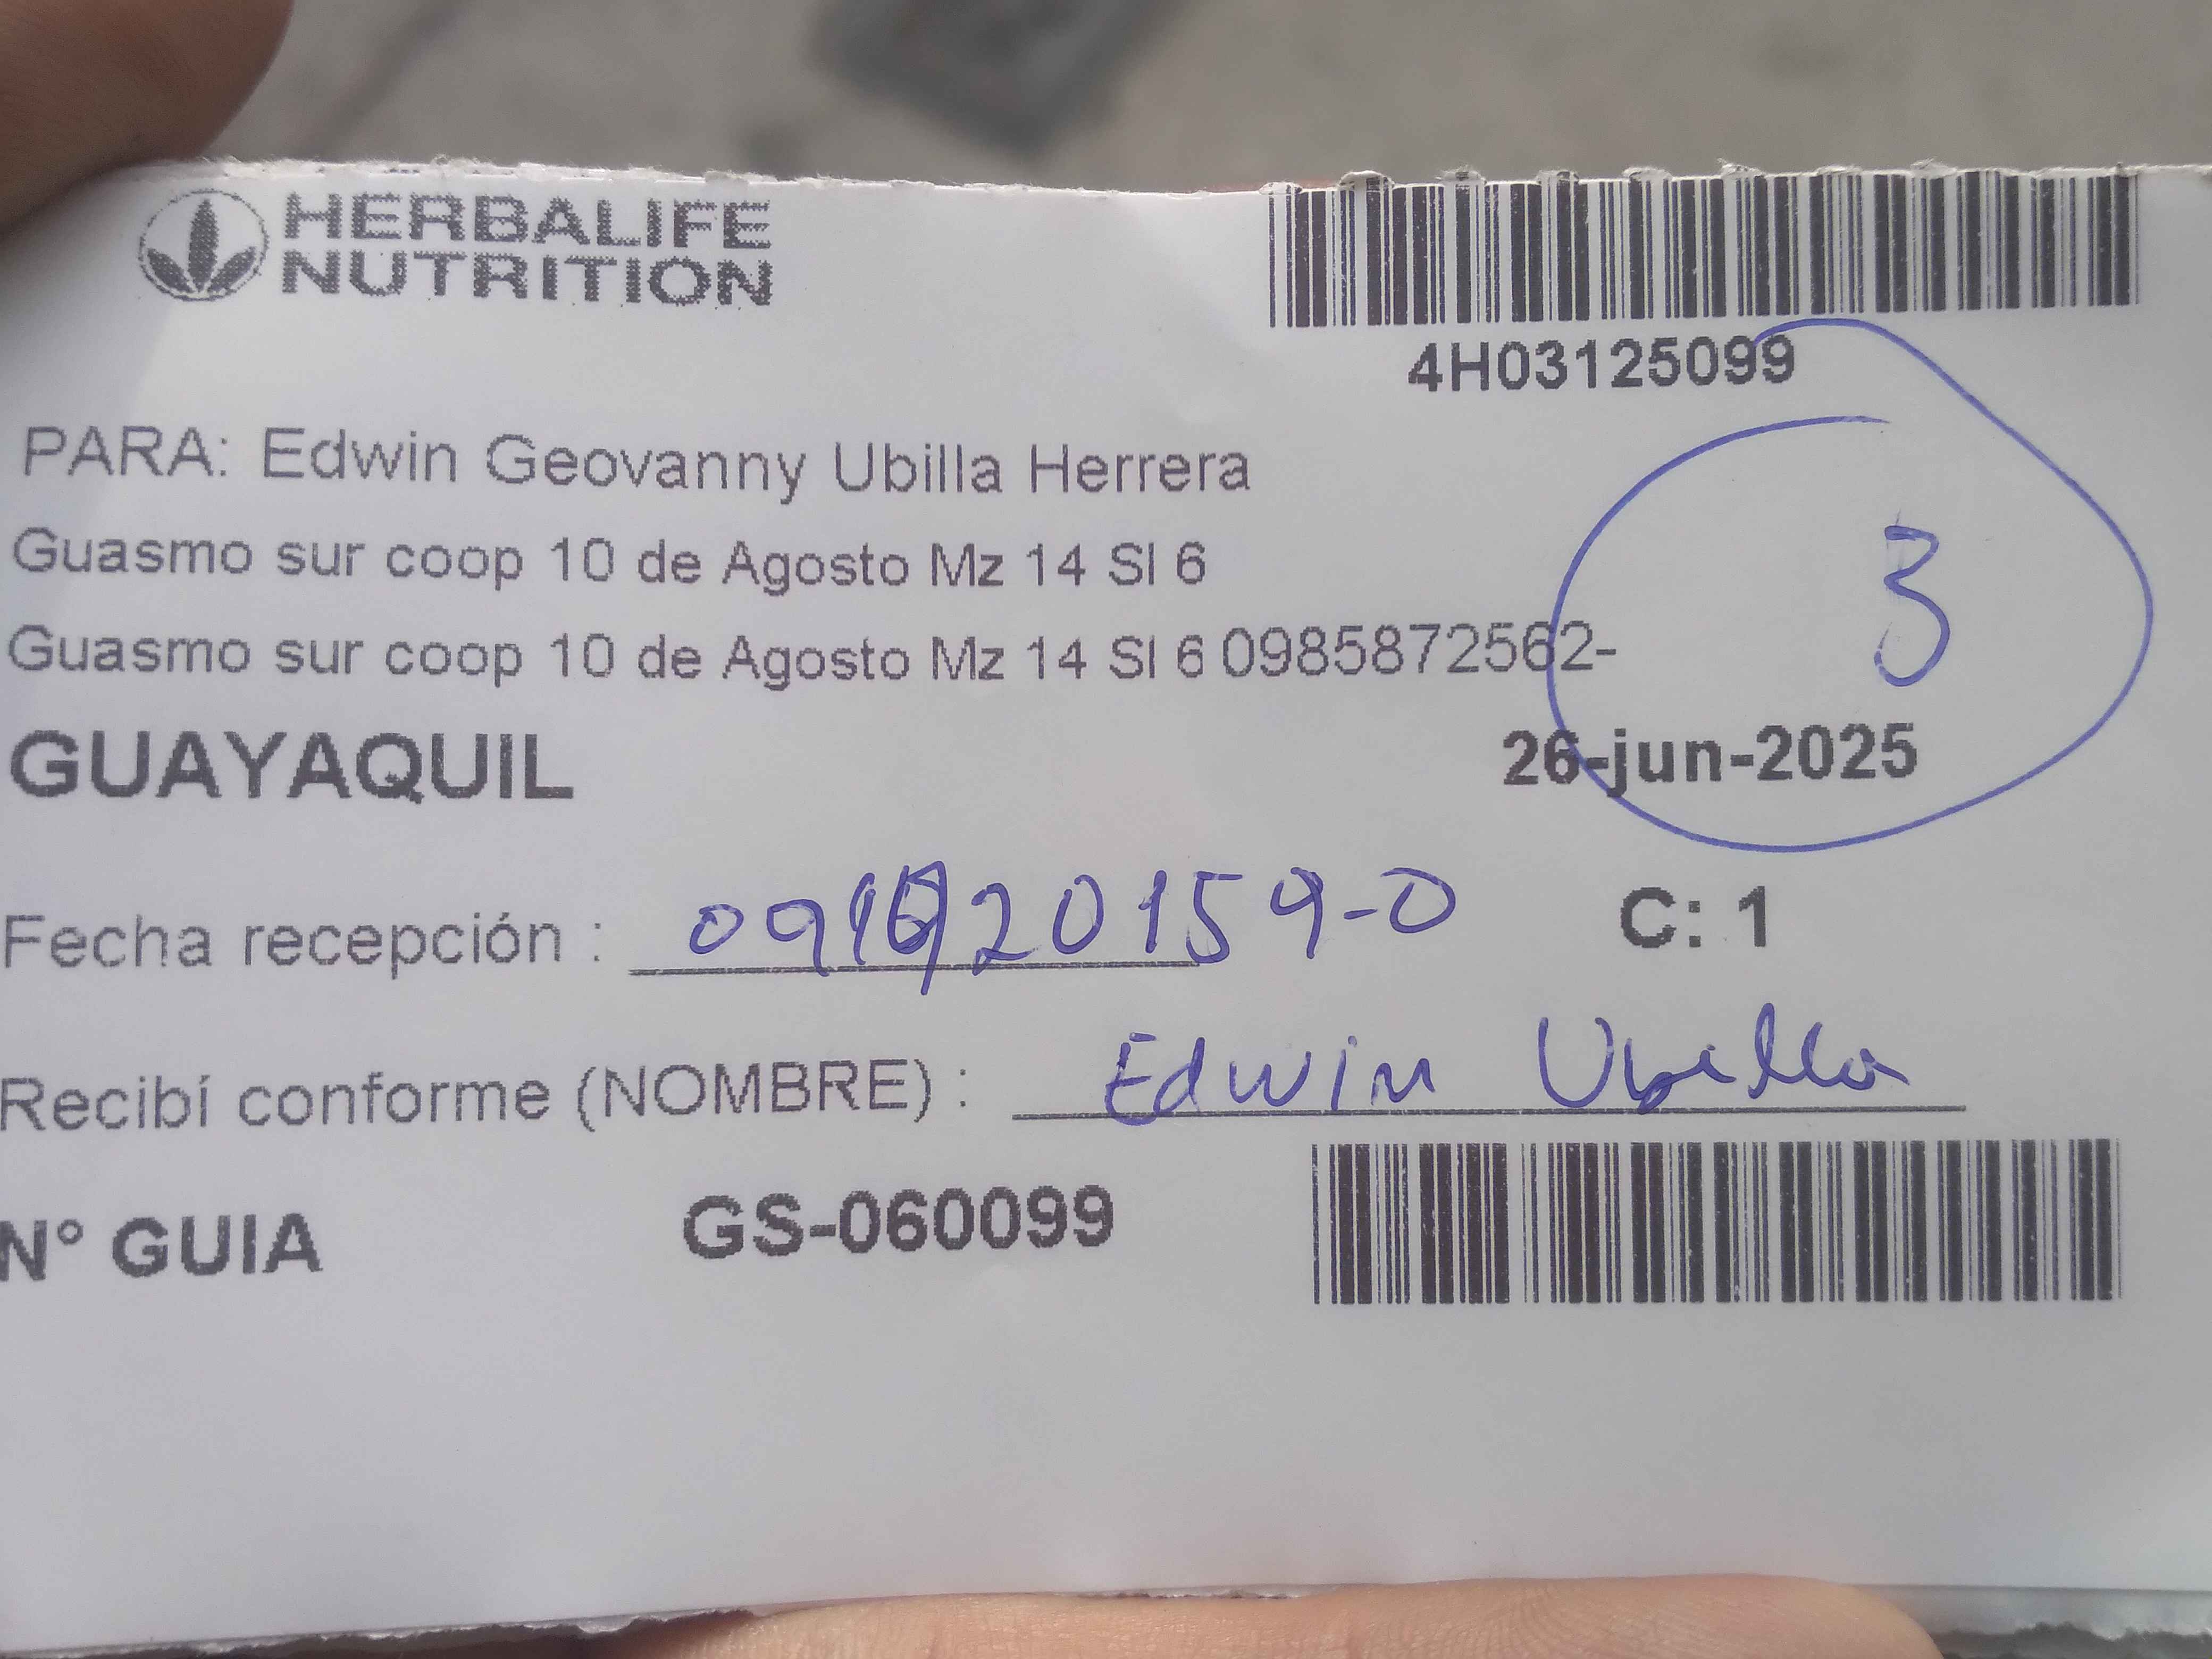 HERBALIFE
NUTRITION
4H03125099
PARA: Edwin Geovanny Ubilla Herrera
Guasmo sur coop 10 de Agosto Mz 14 Sl 6
3
Guasmo sur coop 10 de Agosto Mz 14 Sl 6 0985872562-
GUAYAQUIL 26-jun-2025
Fecha recepción : C: 1
Recibí conforme (NOMBRE) : Edwin Ubilla
N° GUIA GS-060099